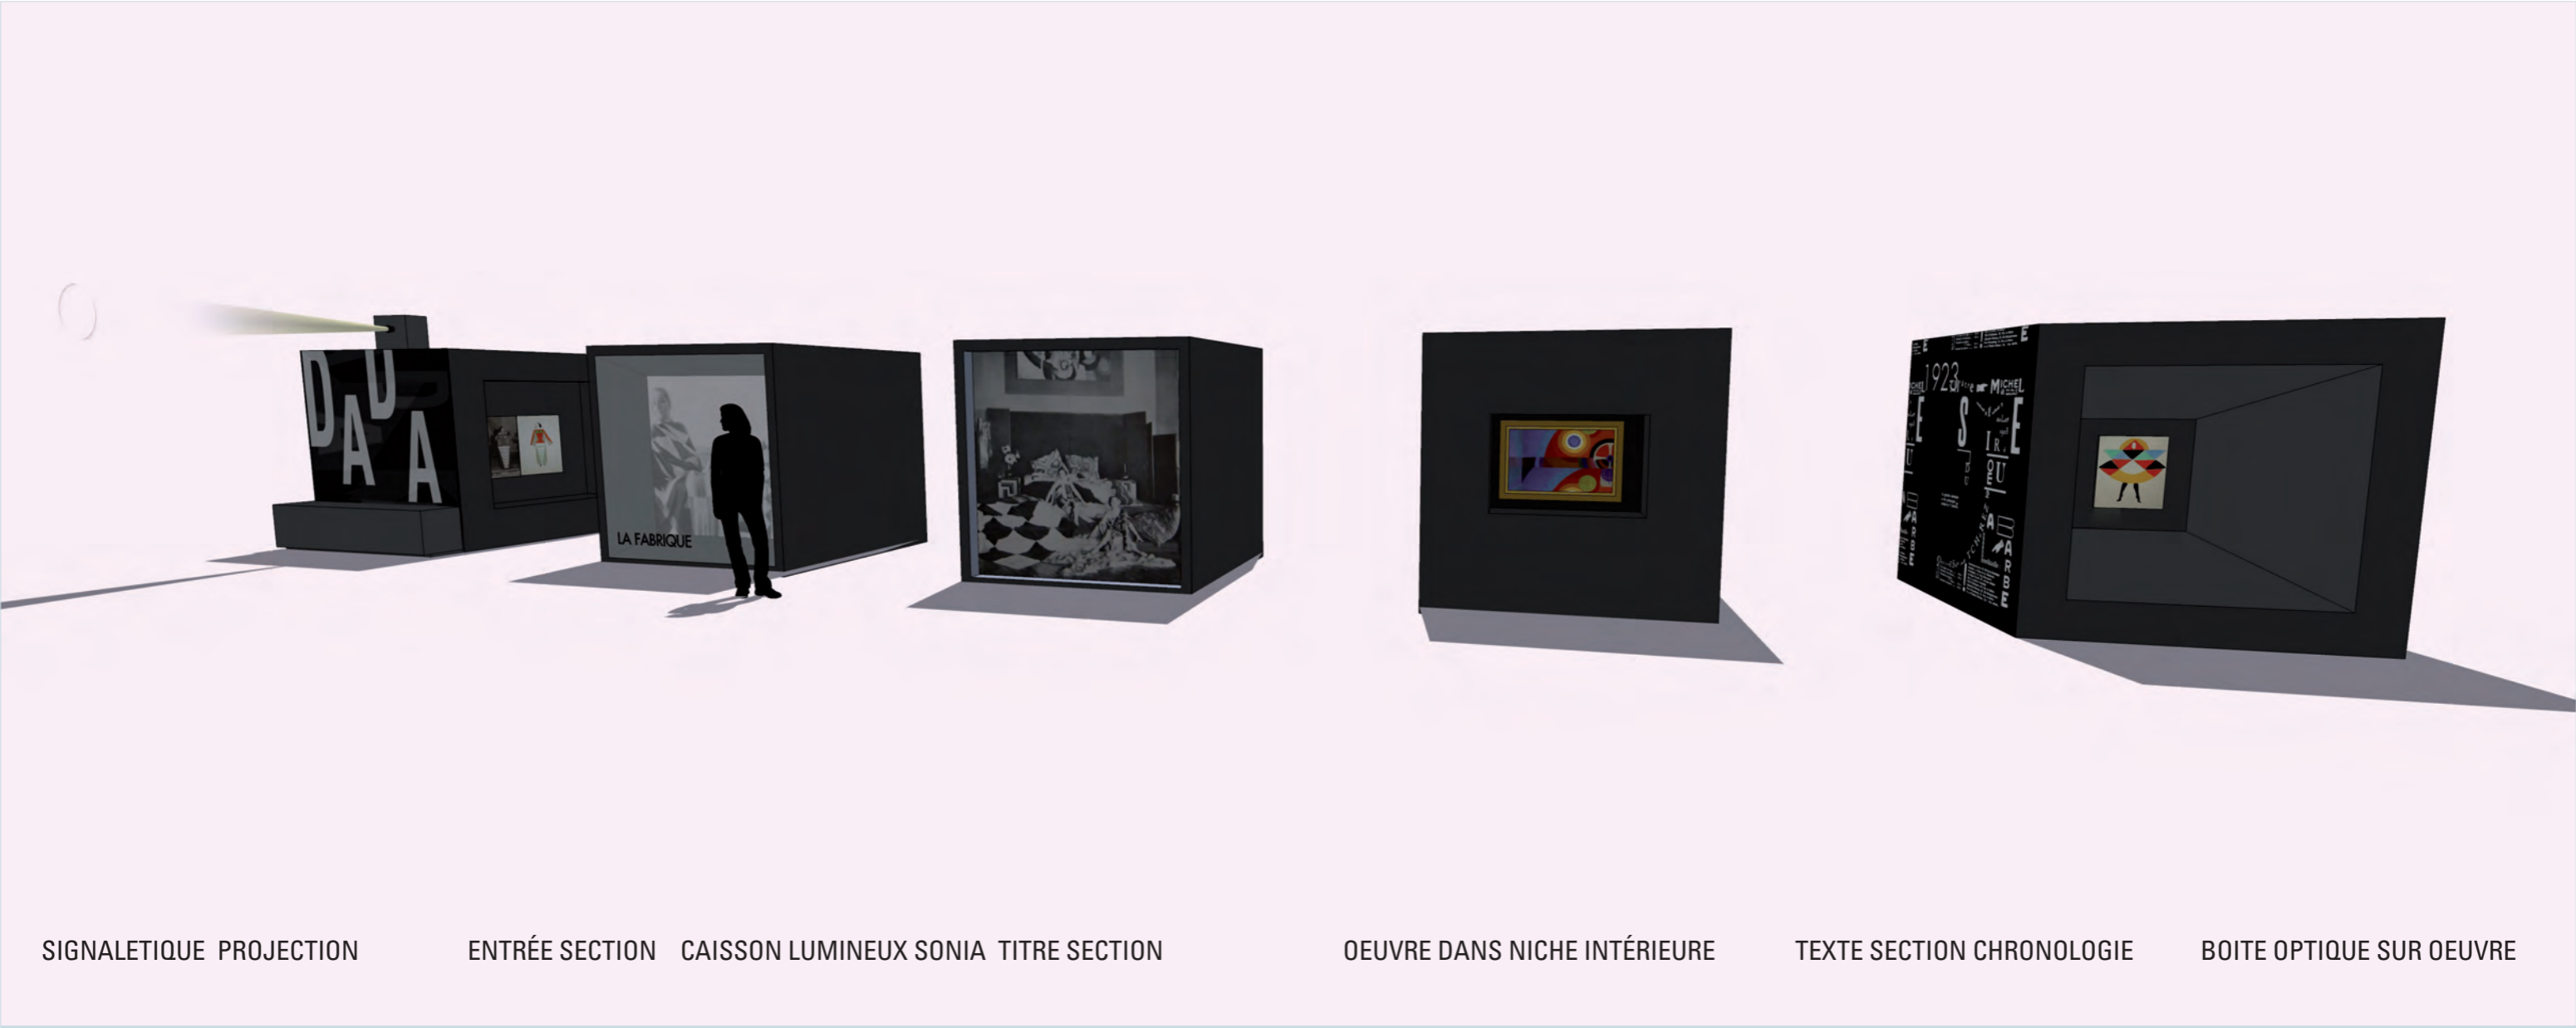 DADA
LA FABRIQUE
1923
MICHEL
BARBE
SIGNALETIQUE PROJECTION
ENTRÉE SECTION CAISSON LUMINEUX SONIA TITRE SECTION
OEUVRE DANS NICHE INTÉRIEURE
TEXTE SECTION CHRONOLOGIE
BOITE OPTIQUE SUR OEUVRE